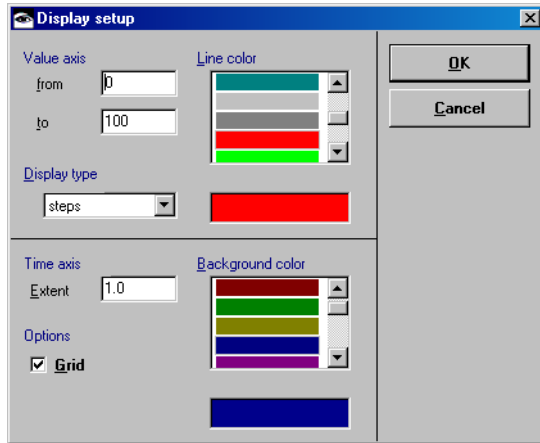 Display setup
Value axis
from 0
to 100
Line color
Display type
steps
OK
Cancel
Time axis
Extent 1.0
Options
Grid
Background color